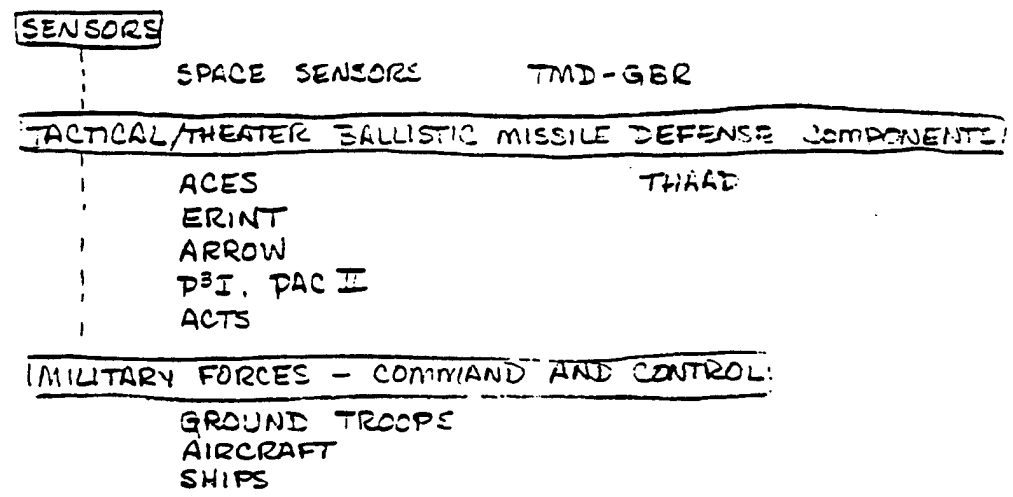 SENSORS
SPACE SENSORS TMD-GBR
TACTICAL/THEATER BALLISTIC MISSILE DEFENSE COMPONENTS
ACES THAAD
ERINT
ARROW
P³I, PAC II
ACTS
MILITARY FORCES - COMMAND AND CONTROL
GROUND TROOPS
AIRCRAFT
SHIPS